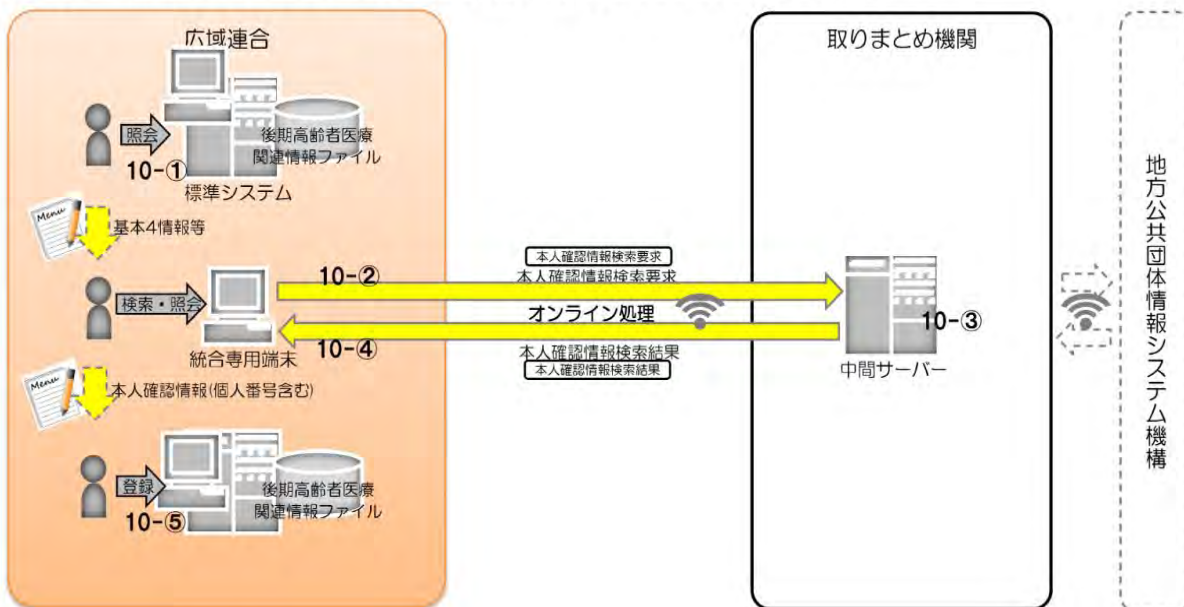 広域連合
照会
10-①
後期高齢者医療
関連情報ファイル
標準システム
Menu
基本4情報等
検索・照会
統合専用端末
Menu
本人確認情報(個人番号含む)
登録
10-⑤
後期高齢者医療
関連情報ファイル
本人確認情報検索要求
10-②
本人確認情報検索要求
オンライン処理
10-④
本人確認情報検索結果
本人確認情報検索結果
取りまとめ機関
10-③
中間サーバー
地方公共団体情報システム機構